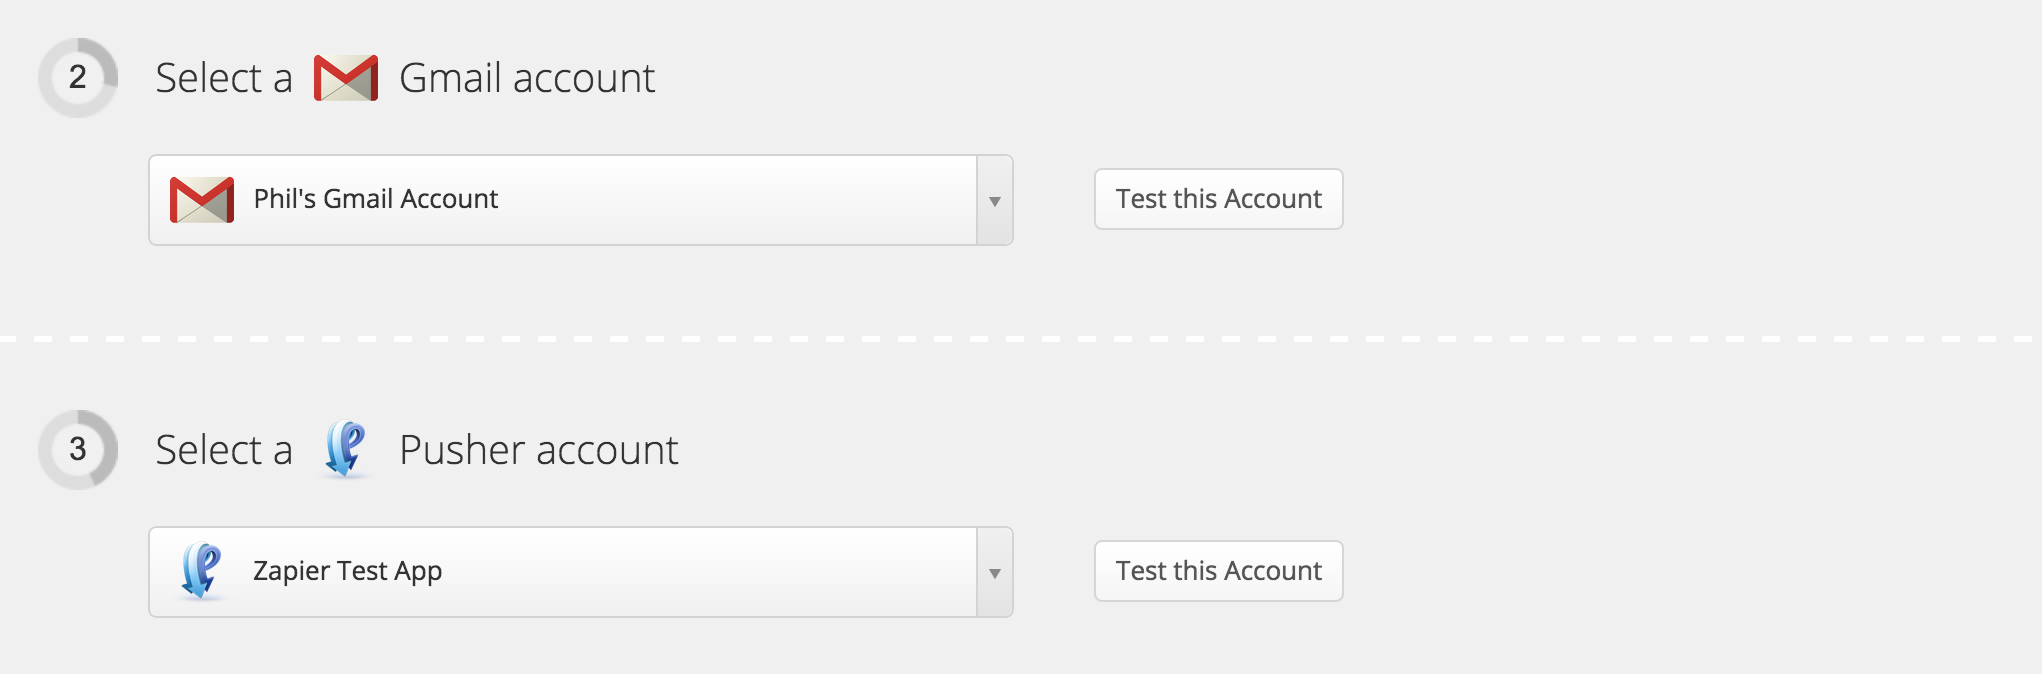 2 Select a Gmail account
Phil's Gmail Account
Test this Account
3 Select a Pusher account
Zapier Test App
Test this Account